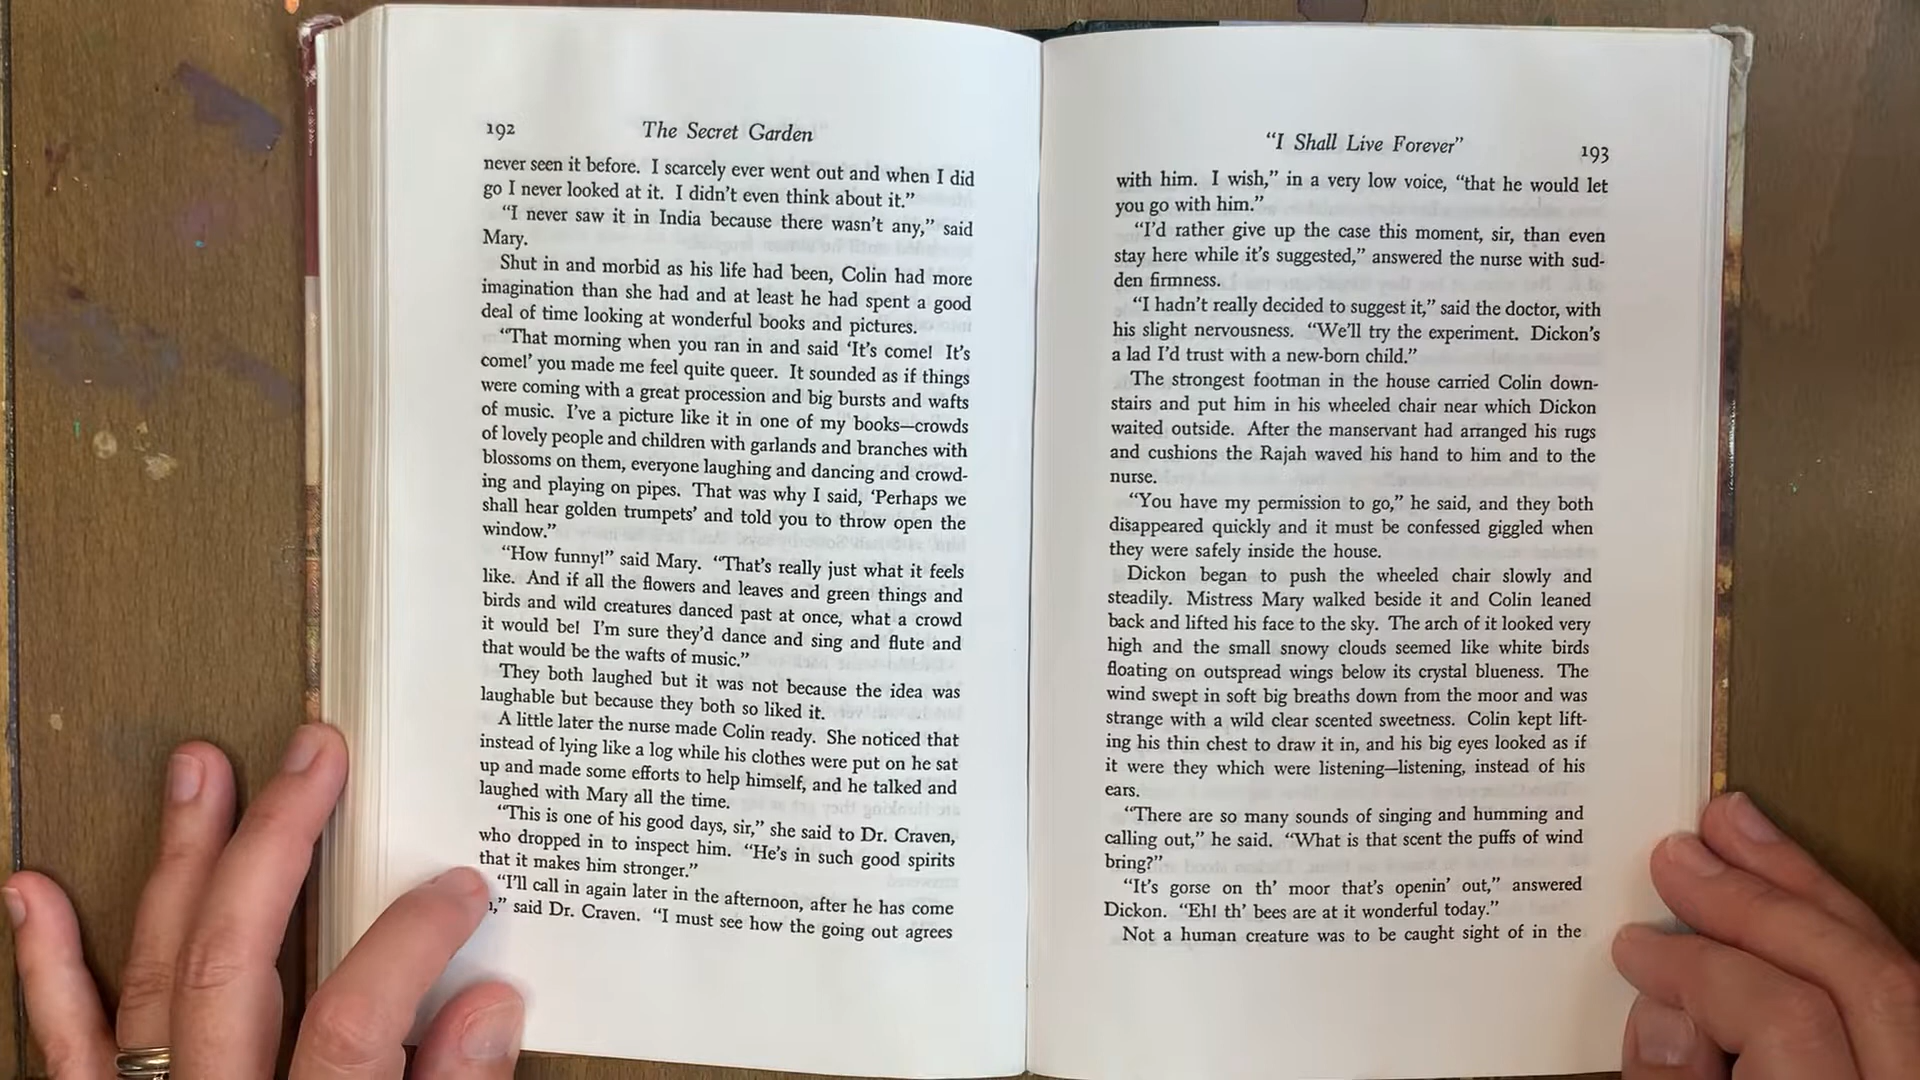 192 The Secret Garden
never seen it before. I scarcely ever went out and when I did
go I never looked at it. I didn't even think about it."
"I never saw it in India because there wasn't any," said
Mary.
Shut in and morbid as his life had been, Colin had more
imagination than she had and at least he had spent a good
deal of time looking at wonderful books and pictures.
"That morning when you ran in and said 'It's come! It's
come!' you made me feel quite queer. It sounded as if things
were coming with a great procession and big bursts and wafts
of music. I've a picture like it in one of my books—crowds
of lovely people and children with garlands and branches with
blossoms on them, everyone laughing and dancing and crowd-
ing and playing on pipes. That was why I said, 'Perhaps we
shall hear golden trumpets' and told you to throw open the
window."
"How funny!" said Mary. "That's really just what it feels
like. And if all the flowers and leaves and green things and
birds and wild creatures danced past at once, what a crowd
it would be! I'm sure they'd dance and sing and flute and
that would be the wafts of music."
They both laughed but it was not because the idea was
laughable but because they both so liked it.
A little later the nurse made Colin ready. She noticed that
instead of lying like a log while his clothes were put on he sat
up and made some efforts to help himself, and he talked and
laughed with Mary all the time.
"This is one of his good days, sir," she said to Dr. Craven,
who dropped in to inspect him. "He's in such good spirits
that it makes him stronger."
"I'll call in again later in the afternoon, after he has come
," said Dr. Craven. "I must see how the going out agrees
"I Shall Live Forever" 193
with him. I wish," in a very low voice, "that he would let
you go with him."
"I'd rather give up the case this moment, sir, than even
stay here while it's suggested," answered the nurse with sud-
den firmness.
"I hadn't really decided to suggest it," said the doctor, with
his slight nervousness. "We'll try the experiment. Dickon's
a lad I'd trust with a new-born child."
The strongest footman in the house carried Colin down-
stairs and put him in his wheeled chair near which Dickon
waited outside. After the manservant had arranged his rugs
and cushions the Rajah waved his hand to him and to the
nurse.
"You have my permission to go," he said, and they both
disappeared quickly and it must be confessed giggled when
they were safely inside the house.
Dickon began to push the wheeled chair slowly and
steadily. Mistress Mary walked beside it and Colin leaned
back and lifted his face to the sky. The arch of it looked very
high and the small snowy clouds seemed like white birds
floating on outspread wings below its crystal blueness. The
wind swept in soft big breaths down from the moor and was
strange with a wild clear scented sweetness. Colin kept lift-
ing his thin chest to draw it in, and his big eyes looked as if
it were they which were listening—listening, instead of his
ears.
"There are so many sounds of singing and humming and
calling out," he said. "What is that scent the puffs of wind
bring?"
"It's gorse on th' moor that's openin' out," answered
Dickon. "Eh! th' bees are at it wonderful today."
Not a human creature was to be caught sight of in the